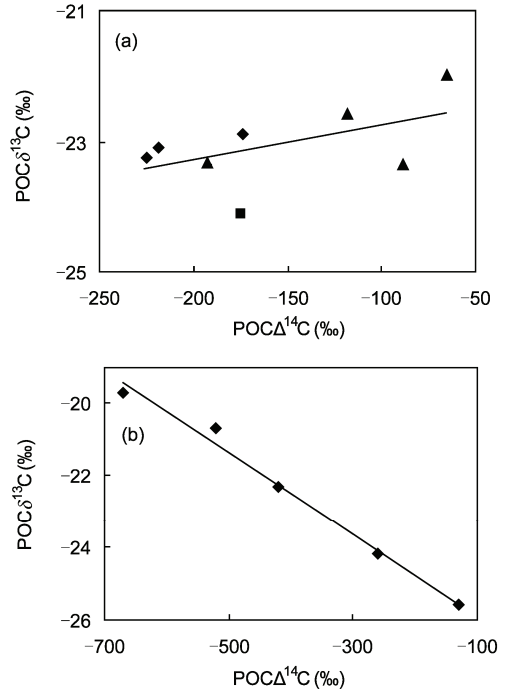 (a)
−21
−23
−25
POCδ¹³C (‰)
−250 −200 −150 −100 −50
POCΔ¹⁴C (‰)
(b)
−20
−22
−24
−26
POCδ¹³C (‰)
−700 −500 −300 −100
POCΔ¹⁴C (‰)